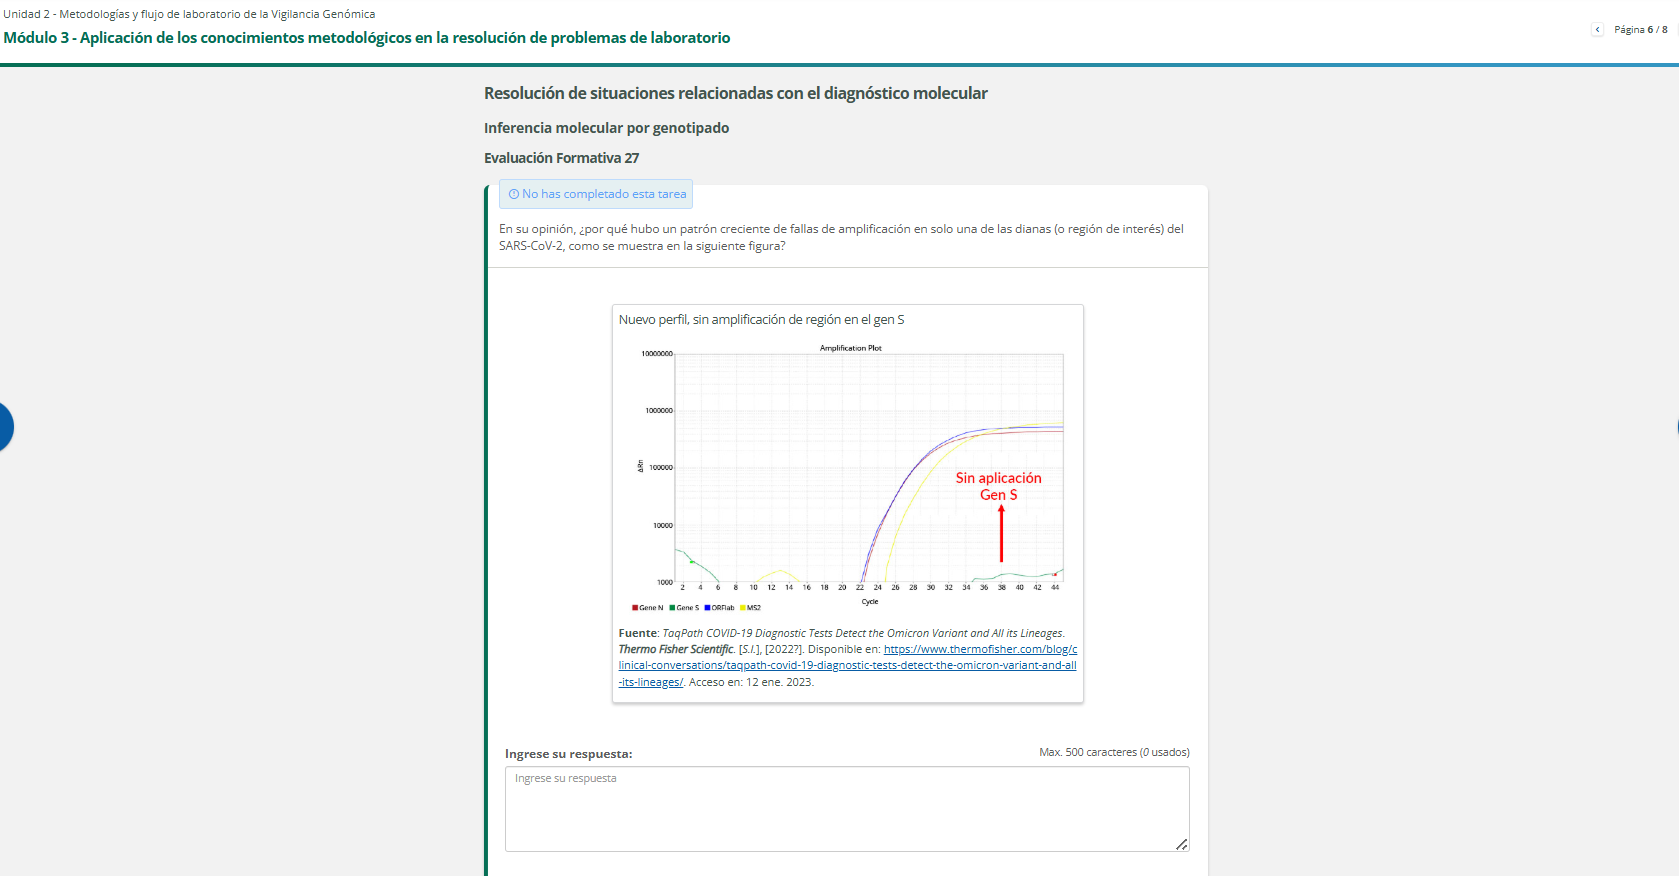 Unidad 2 - Metodologías y flujo de laboratorio de la Vigilancia Genómica
Módulo 3 - Aplicación de los conocimientos metodológicos en la resolución de problemas de laboratorio
Página 6 / 8
Resolución de situaciones relacionadas con el diagnóstico molecular
Inferencia molecular por genotipado
Evaluación Formativa 27
No has completado esta tarea
En su opinión, ¿por qué hubo un patrón creciente de fallas de amplificación en solo una de las dianas (o región de interés) del
SARS-CoV-2, como se muestra en la siguiente figura?
Nuevo perfil, sin amplificación de región en el gen S
Amplification Plot
10000000
1000000
100000
10000
1000
ΔRn
Sin aplicación
Gen S
2 4 6 8 10 12 14 16 18 20 22 24 26 28 30 32 34 36 38 40 42 44
Cycle
Gene N Gene S ORFlab MS2
Fuente: TaqPath COVID-19 Diagnostic Tests Detect the Omicron Variant and All its Lineages.
Thermo Fisher Scientific. [S.l.], [2022?]. Disponible en: https://www.thermofisher.com/blog/c
linical-conversations/taqpath-covid-19-diagnostic-tests-detect-the-omicron-variant-and-all
-its-lineages/. Acceso en: 12 ene. 2023.
Ingrese su respuesta:
Max. 500 caracteres (0 usados)
Ingrese su respuesta